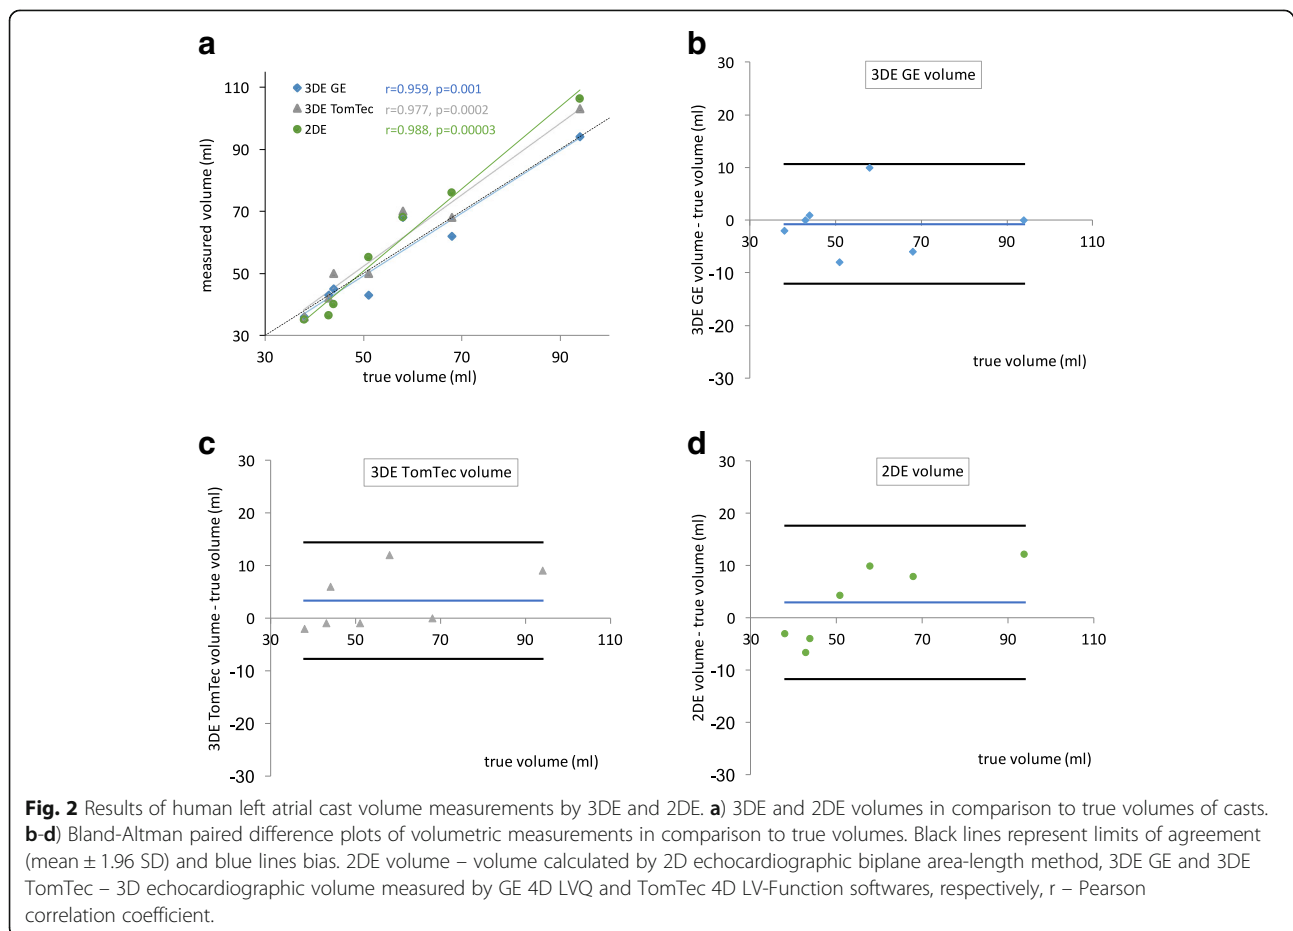 a
3DE GE r=0.959, p=0.001
3DE TomTec r=0.977, p=0.0002
2DE r=0.988, p=0.00003
measured volume (ml)
110
90
70
50
30
30 50 70 90
true volume (ml)
b
3DE GE volume
3DE GE volume - true volume (ml)
30
20
10
0
30 50 70 90 110
-10
-20
true volume (ml)
-30
c
3DE TomTec volume
3DE TomTec volume - true volume (ml)
30
20
10
0
30 50 70 90 110
-10
-20
true volume (ml)
-30
d
2DE volume
2DE volume - true volume (ml)
30
20
10
0
30 50 70 90 110
-10
-20
true volume (ml)
-30
Fig. 2 Results of human left atrial cast volume measurements by 3DE and 2DE. a) 3DE and 2DE volumes in comparison to true volumes of casts.
b-d) Bland-Altman paired difference plots of volumetric measurements in comparison to true volumes. Black lines represent limits of agreement
(mean ± 1.96 SD) and blue lines bias. 2DE volume – volume calculated by 2D echocardiographic biplane area-length method, 3DE GE and 3DE
TomTec – 3D echocardiographic volume measured by GE 4D LVQ and TomTec 4D LV-Function softwares, respectively, r – Pearson
correlation coefficient.